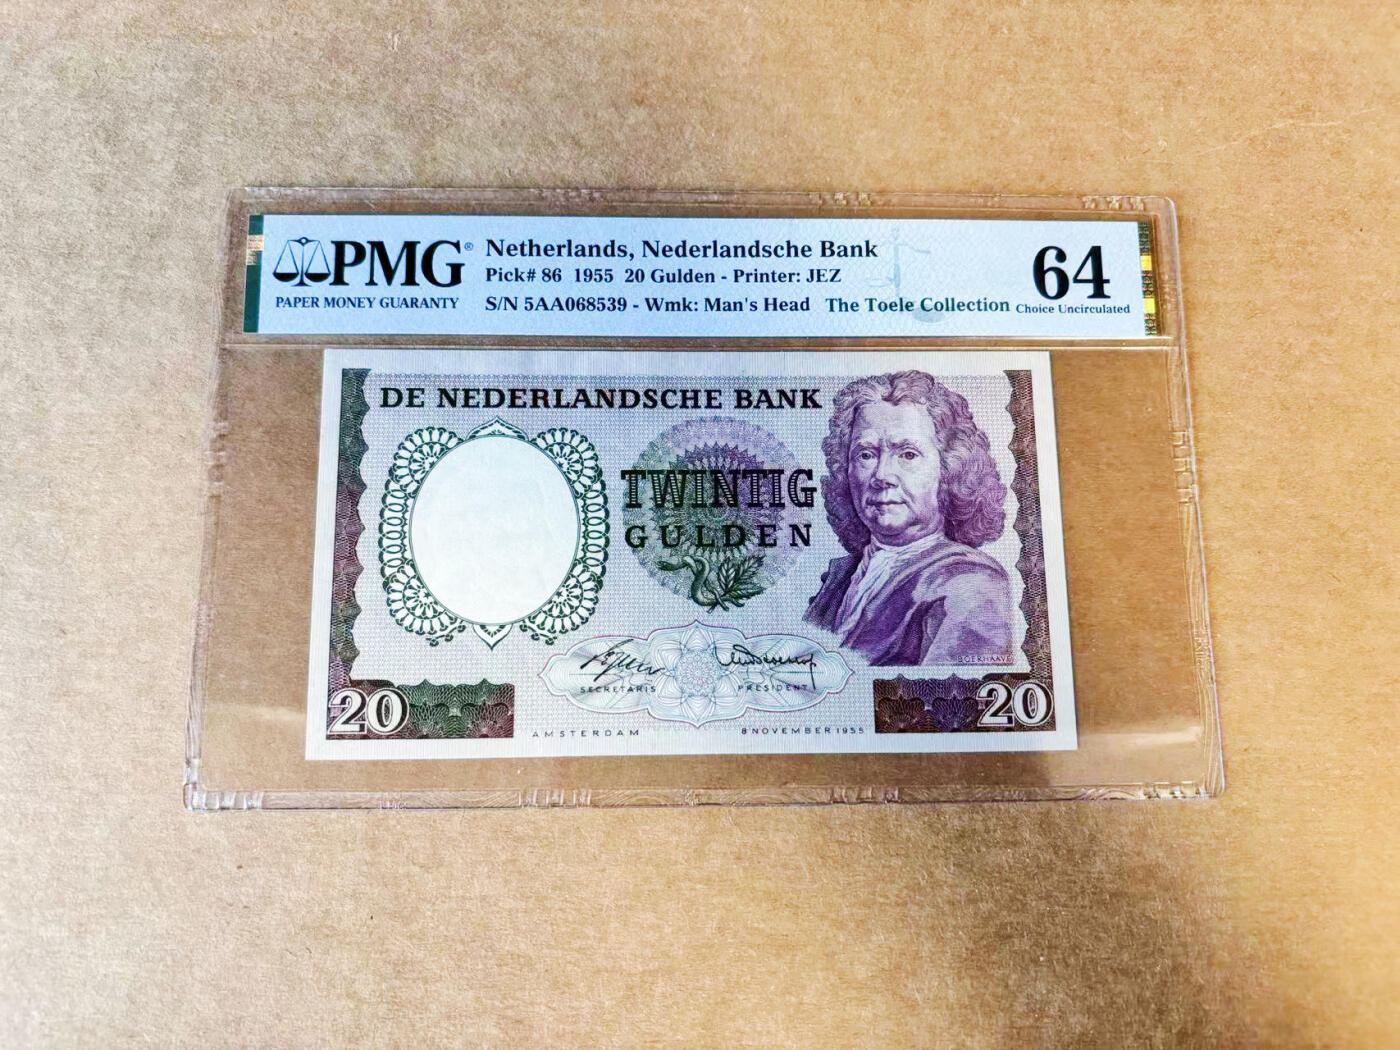 PMG®
PAPER MONEY GUARANTY
Netherlands, Nederlandsche Bank
Pick# 86 1955 20 Gulden - Printer: JEZ
S/N 5AA068539 - Wmk: Man's Head The Toele Collection
64
Choice Uncirculated
DE NEDERLANDSCHE BANK
TWINTIG
GULDEN
BOERHAAVE
SECRETARIS
PRESIDENT
20
20
AMSTERDAM
8 NOVEMBER 1955